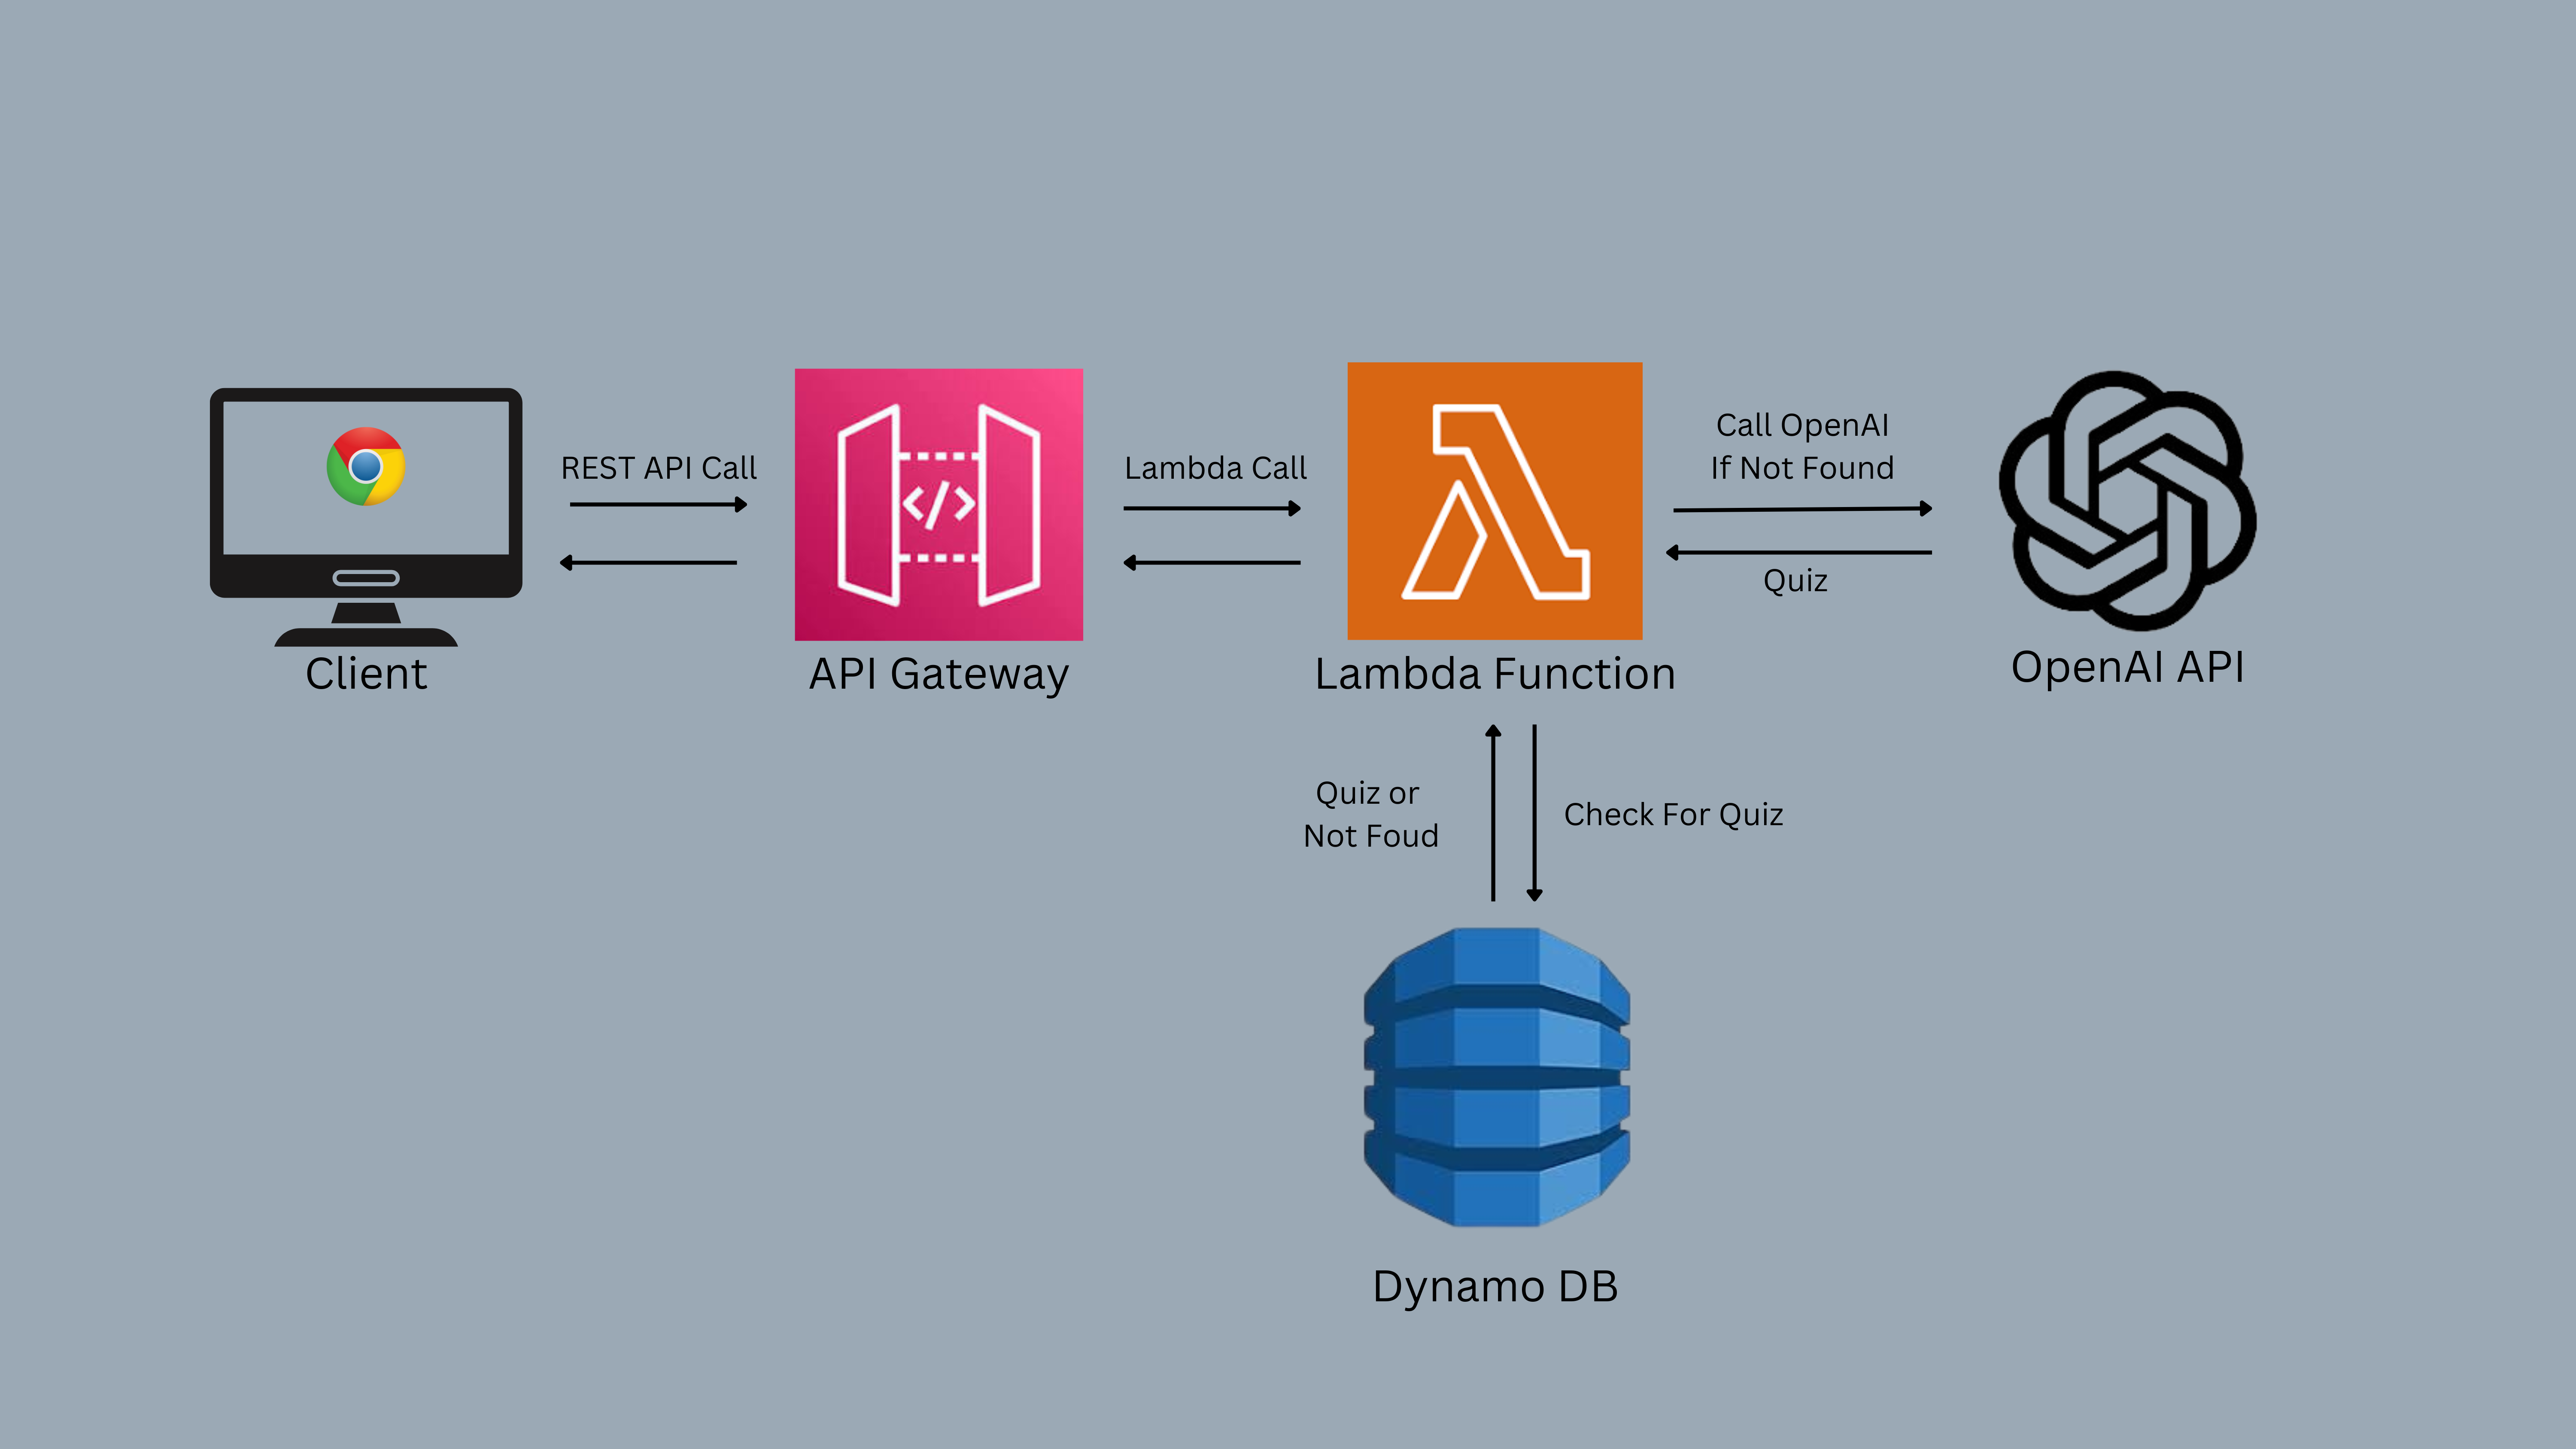 REST API Call
Lambda Call
Call OpenAI
If Not Found
Quiz
</>
Client
API Gateway
Lambda Function
OpenAI API
Quiz or
Not Foud
Check For Quiz
Dynamo DB